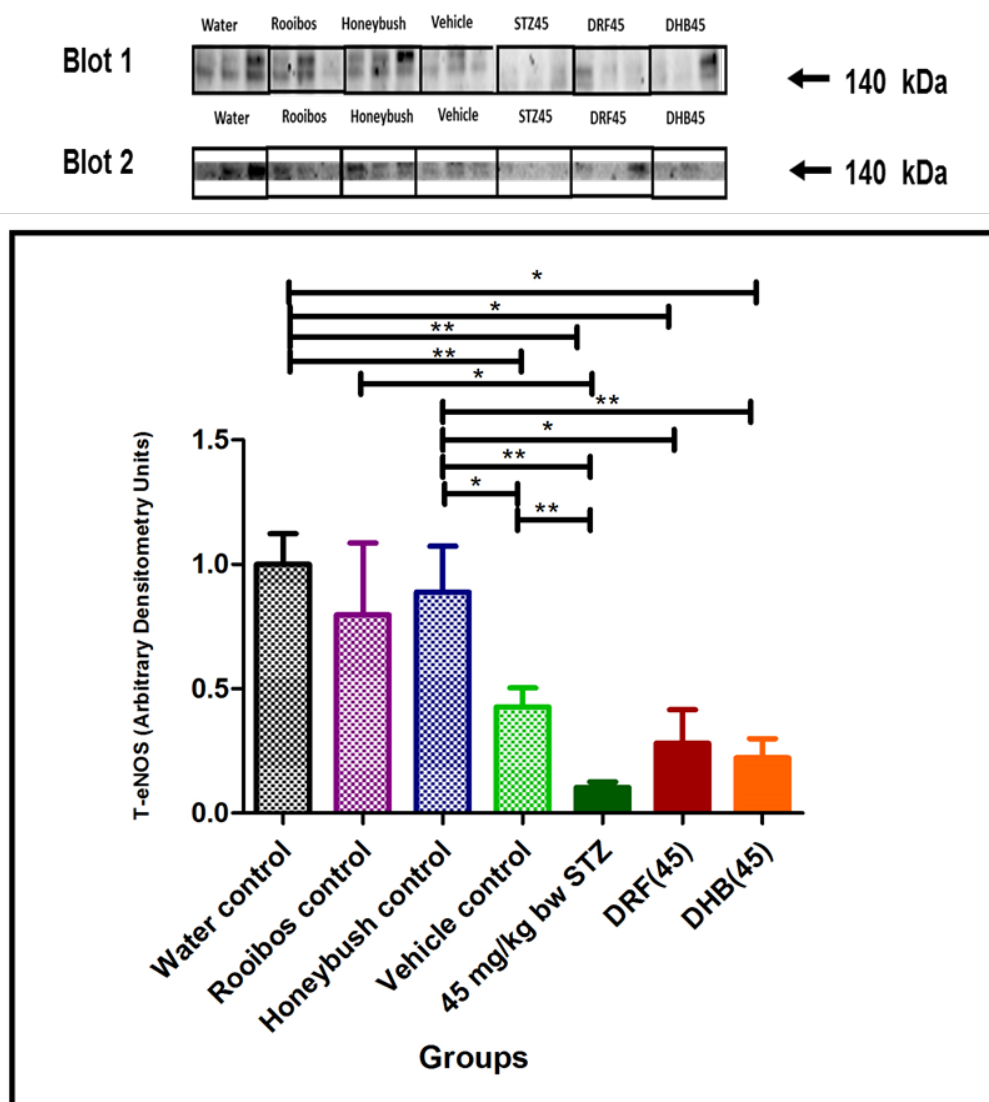 Water Rooibos Honeybush Vehicle STZ45 DRF45 DHB45
Blot 1
140 kDa
Water Rooibos Honeybush Vehicle STZ45 DRF45 DHB45
Blot 2
140 kDa
*
*
**
**
*
**
*
**
*
**
T-eNOS (Arbitrary Densitometry Units)
1.5
1.0
0.5
0.0
Water control
Rooibos control
Honeybush control
Vehicle control
45 mg/kg bw STZ
DRF(45)
DHB(45)
Groups